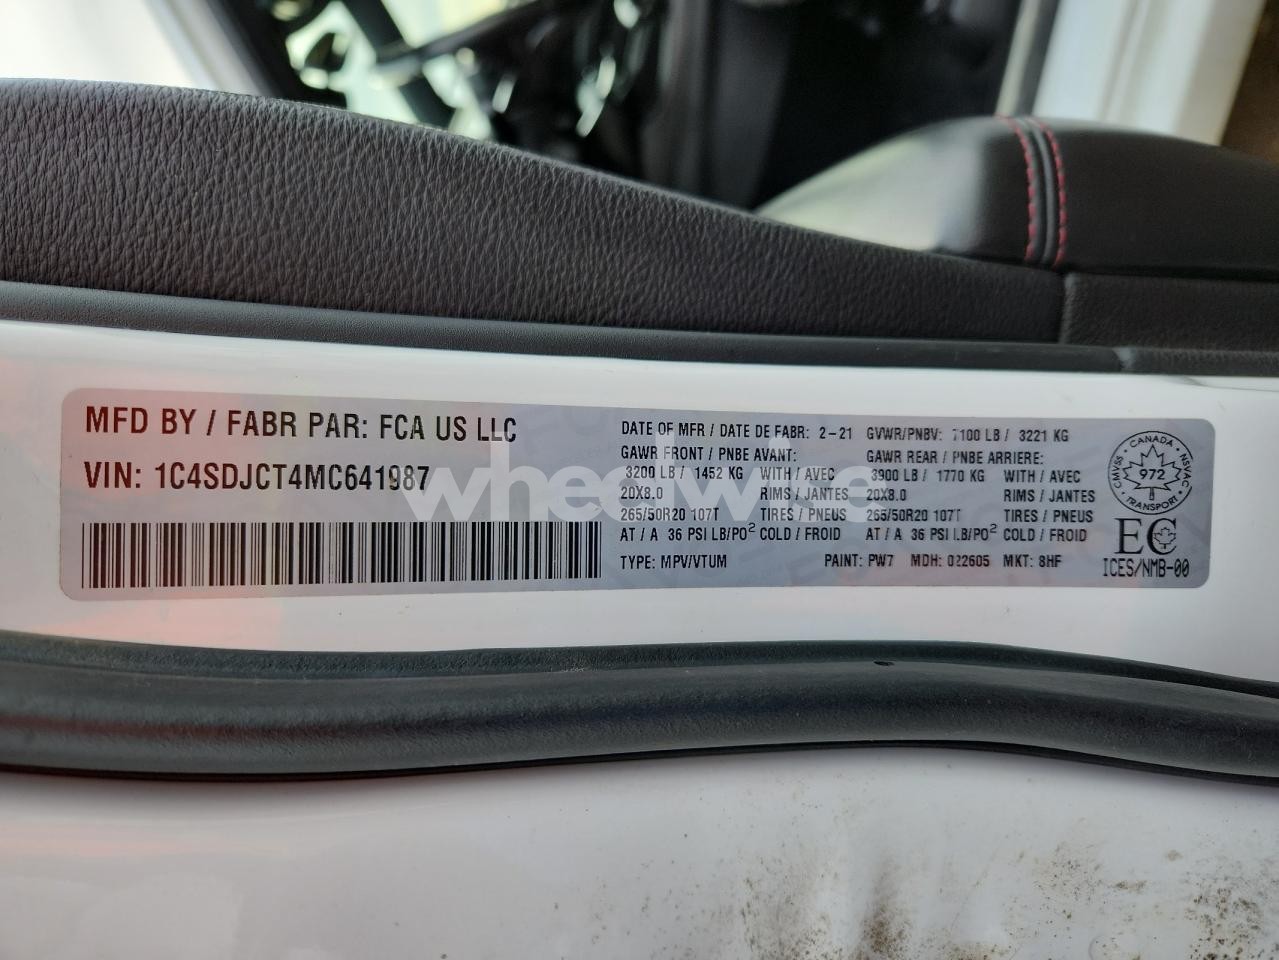 MFD BY / FABR PAR: FCA US LLC
VIN: 1C4SDJCT4MC641987
DATE OF MFR / DATE DE FABR: 2-21 GVWR/PNBV: 7100 LB / 3221 KG
GAWR FRONT / PNBE AVANT: GAWR REAR / PNBE ARRIERE:
3200 LB / 1452 KG WITH / AVEC 3900 LB / 1770 KG WITH / AVEC
20X8.0 RIMS / JANTES 20X8.0 RIMS / JANTES
265/50R20 107T TIRES / PNEUS 265/50R20 107T TIRES / PNEUS
AT / A 36 PSI LB/PO² COLD / FROID AT / A 36 PSI LB/PO² COLD / FROID
TYPE: MPV/VTUM PAINT: PW7 MDH: 022605 MKT: 8HF
CANADA
CMVSS NSVAC
972
TRANSPORT
EC
ICES/NMB-00
wheelwise